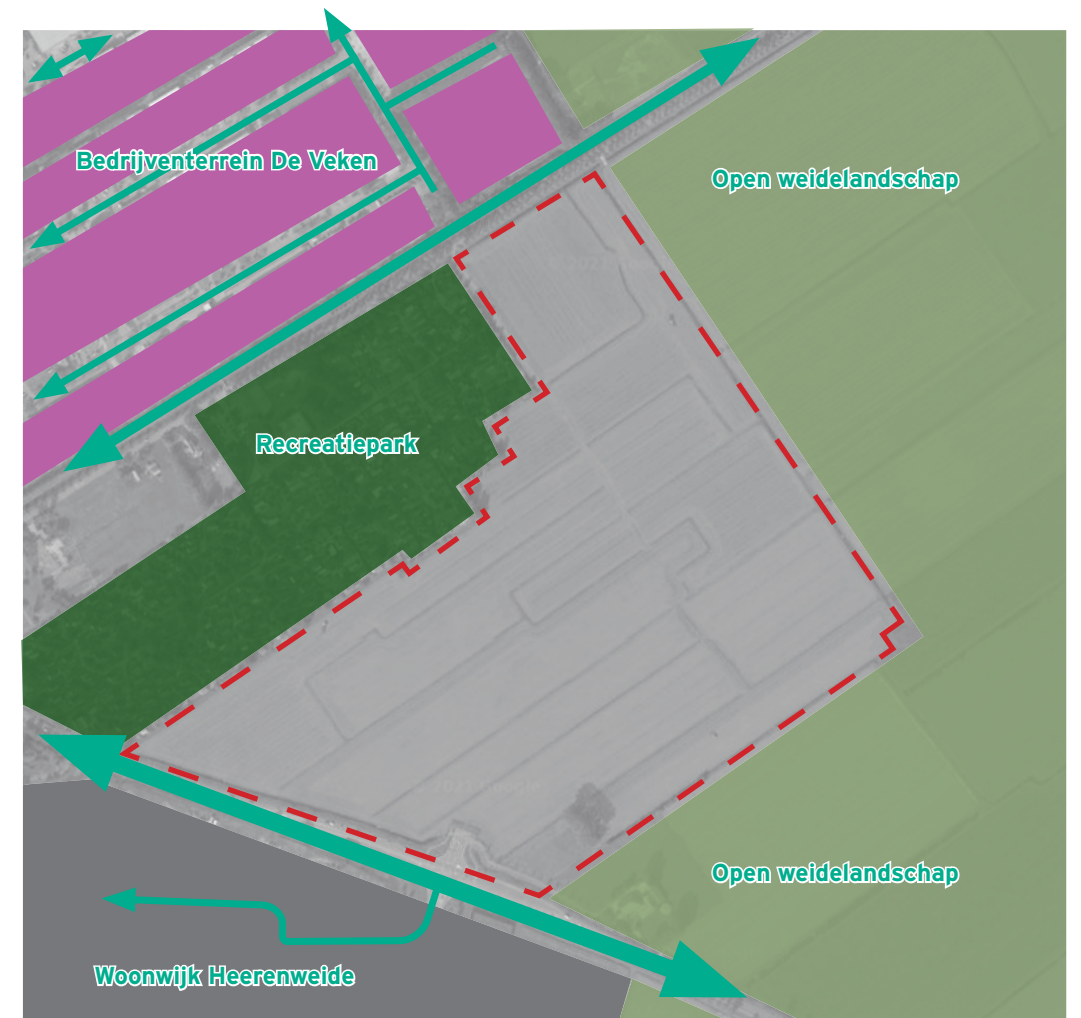 Bedrijventerrein De Veken
Open weidelandschap
Recreatiepark
Open weidelandschap
Woonwijk Heerenweide